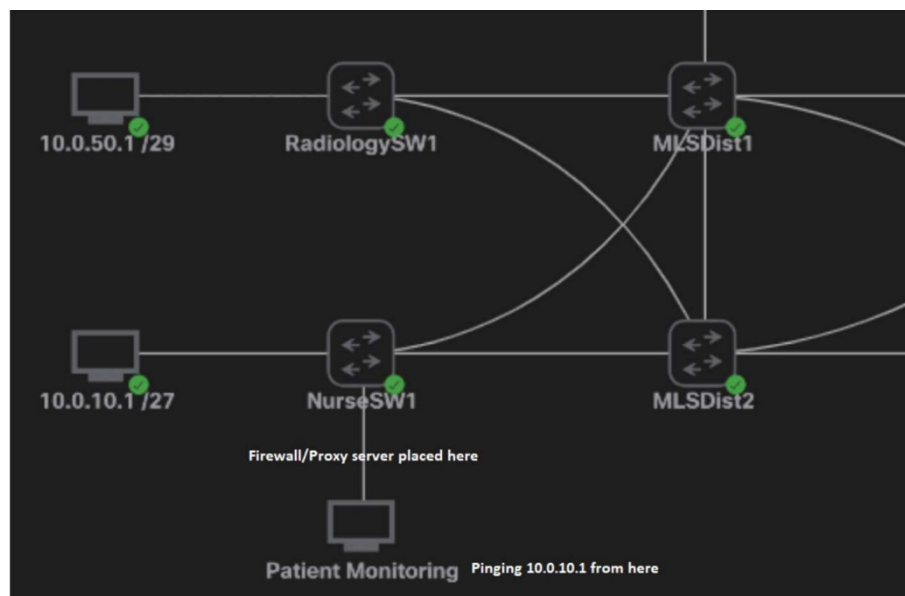 10.0.50.1 /29
RadiologySW1
MLSDist1
10.0.10.1 /27
NurseSW1
MLSDist2
Firewall/Proxy server placed here
Patient Monitoring
Pinging 10.0.10.1 from here